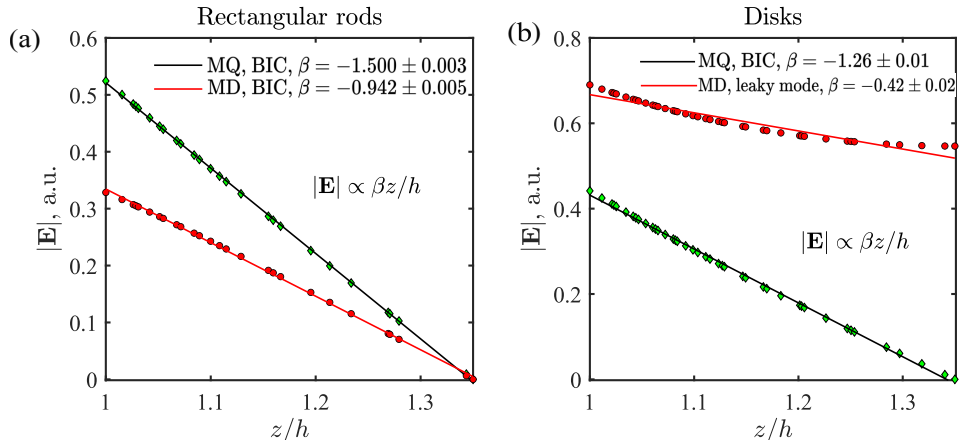 Rectangular rods
(a)
MQ, BIC, β = −1.500 ± 0.003
MD, BIC, β = −0.942 ± 0.005
|E| ∝ βz/h
|E|, a.u.
0.6
0.5
0.4
0.3
0.2
0.1
0
1
1.1
1.2
1.3
z/h
Disks
(b)
MQ, BIC, β = −1.26 ± 0.01
MD, leaky mode, β = −0.42 ± 0.02
|E| ∝ βz/h
|E|, a.u.
0.8
0.6
0.4
0.2
0
1
1.1
1.2
1.3
z/h